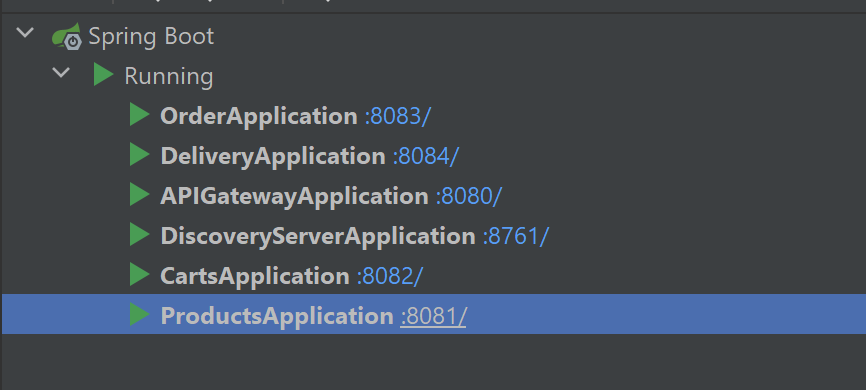 Spring Boot
Running
OrderApplication :8083/
DeliveryApplication :8084/
APIGatewayApplication :8080/
DiscoveryServerApplication :8761/
CartsApplication :8082/
ProductsApplication :8081/